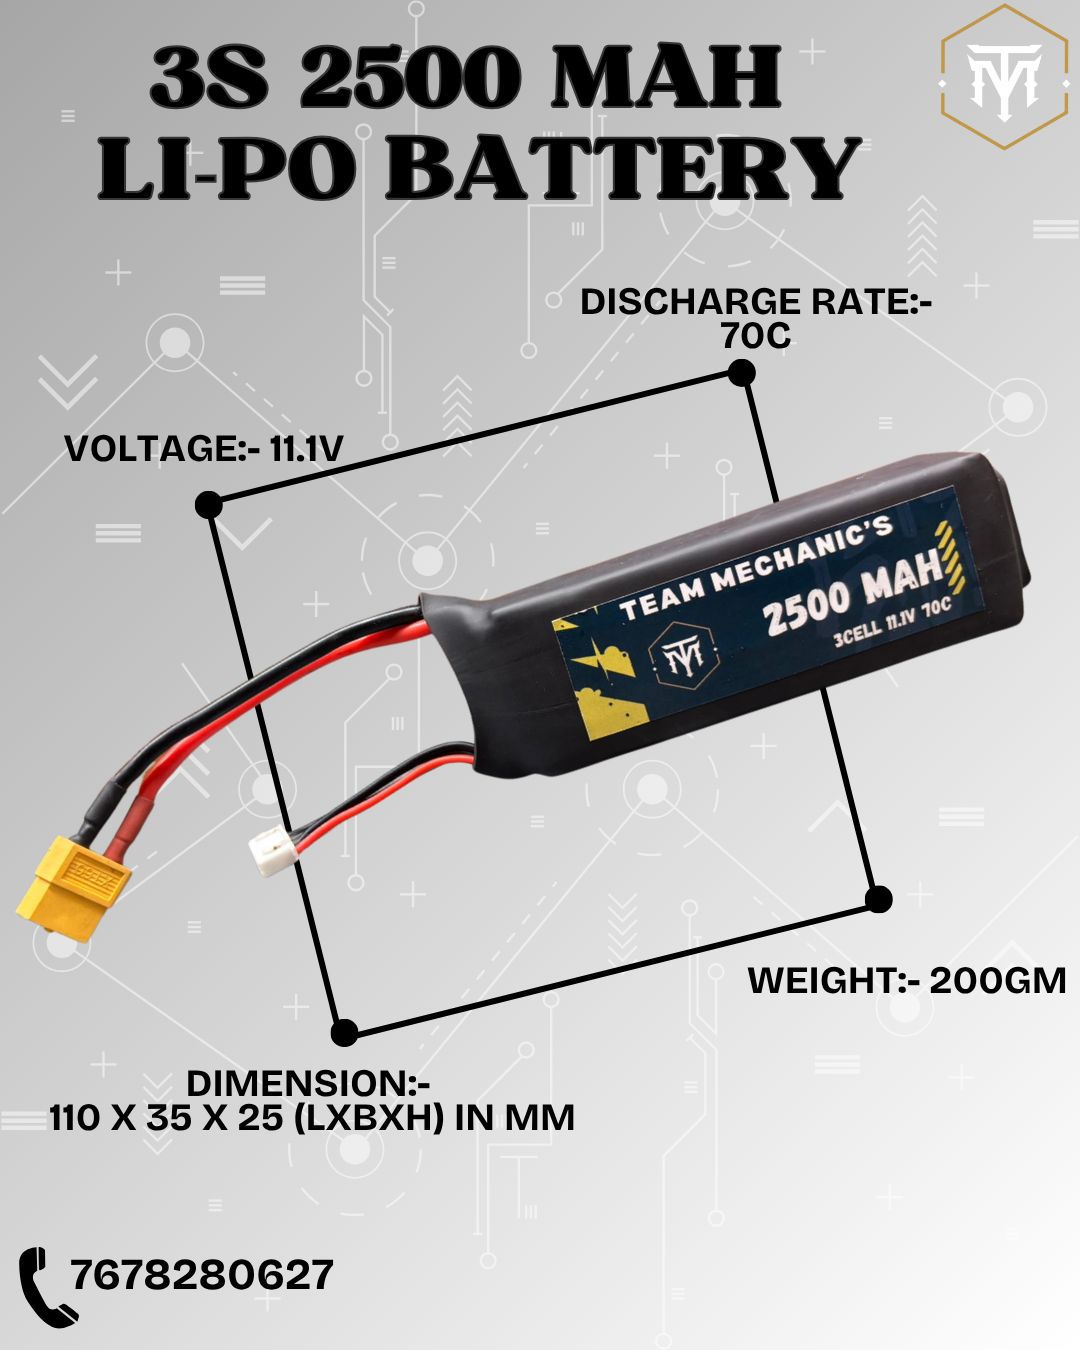 3S 2500 MAH
LI-PO BATTERY
DISCHARGE RATE:-
70C
VOLTAGE:- 11.1V
TEAM MECHANIC'S
2500 MAH
3CELL 11.1V 70C
WEIGHT:- 200GM
DIMENSION:-
110 X 35 X 25 (LXBXH) IN MM
7678280627